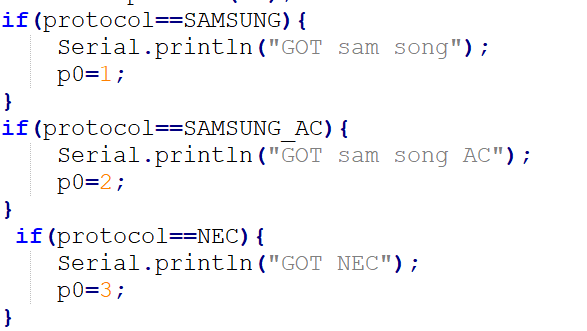 if(protocol==SAMSUNG){
    Serial.println("GOT sam song");
    p0=1;
}
if(protocol==SAMSUNG_AC){
    Serial.println("GOT sam song AC");
    p0=2;
}
 if(protocol==NEC){
    Serial.println("GOT NEC");
    p0=3;
}